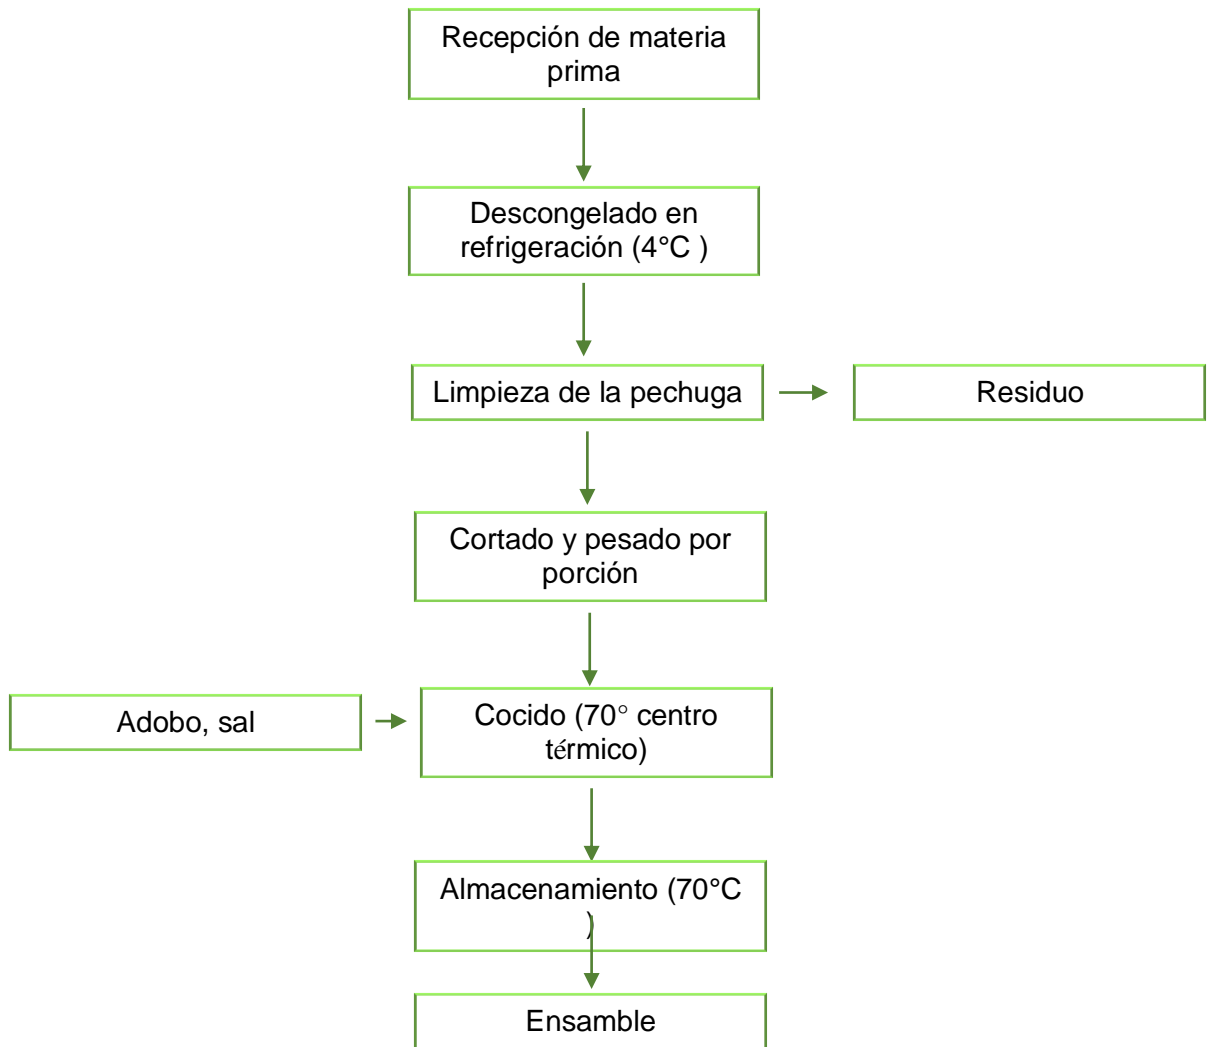 Recepción de materia
prima
Descongelado en
refrigeración (4°C )
Limpieza de la pechuga
Residuo
Cortado y pesado por
porción
Adobo, sal
Cocido (70° centro
térmico)
Almacenamiento (70°C
)
Ensamble